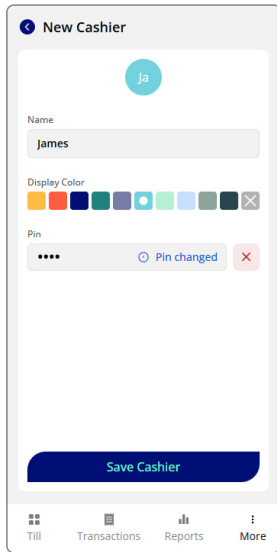 New Cashier
Ja
Name
James
Display Color
Pin
•••• Pin changed
Save Cashier
Till Transactions Reports More